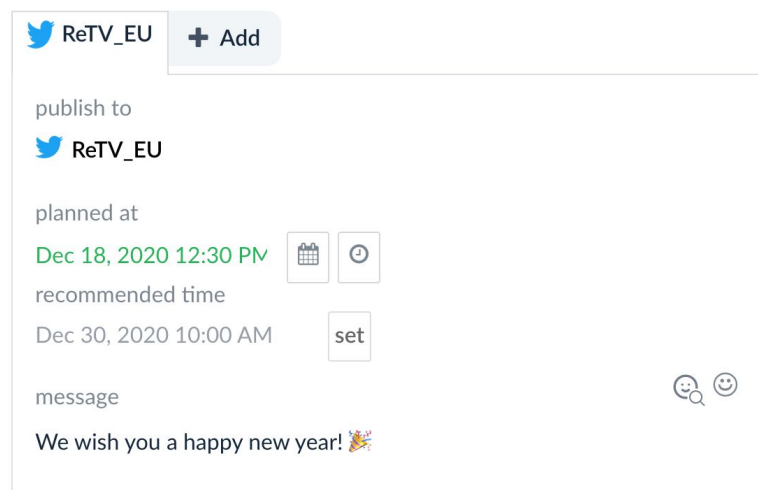 ReTV_EU Add
publish to
ReTV_EU
planned at
Dec 18, 2020 12:30 PM
recommended time
Dec 30, 2020 10:00 AM set
message
We wish you a happy new year! 🎉